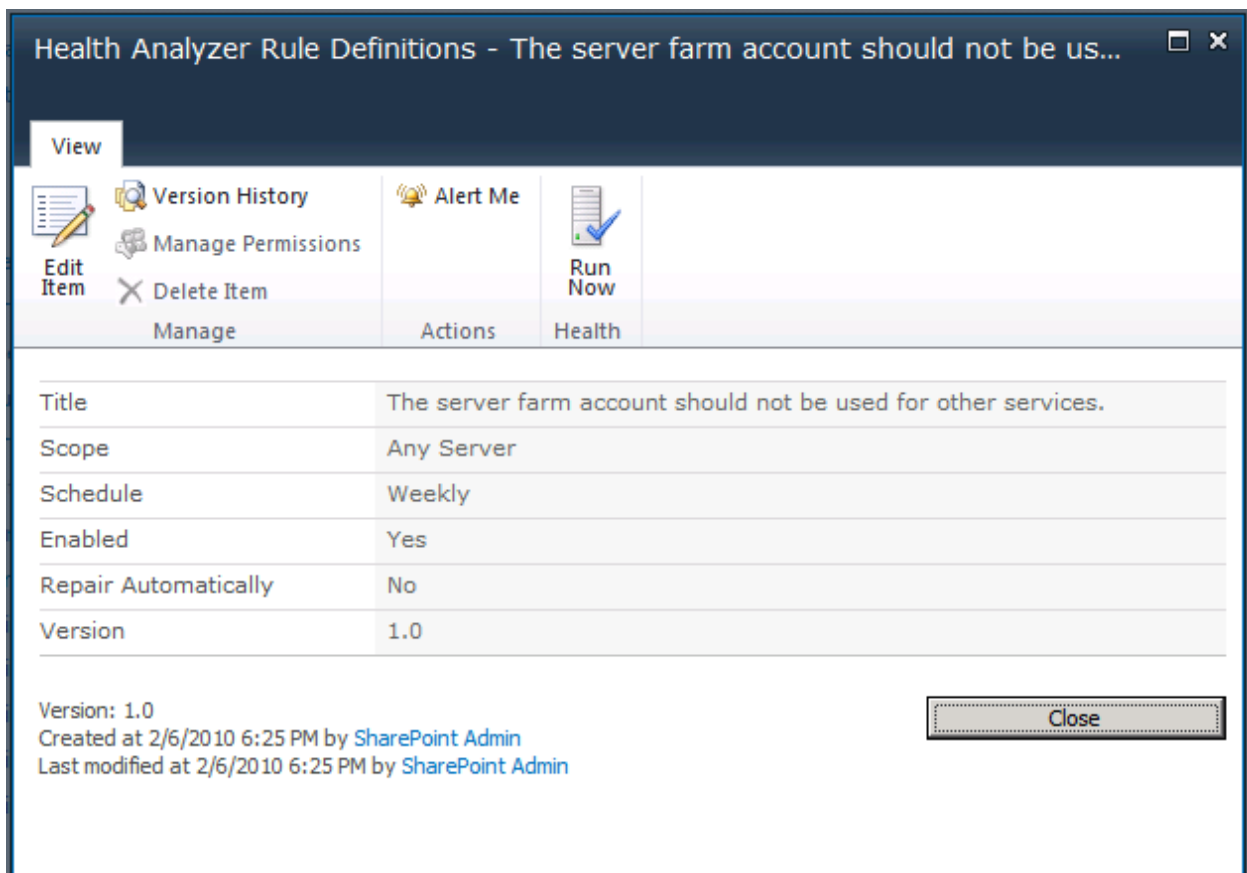 Health Analyzer Rule Definitions - The server farm account should not be us...
View
Edit Item
Version History
Manage Permissions
Delete Item
Manage
Alert Me
Actions
Run Now
Health
Title The server farm account should not be used for other services.
Scope Any Server
Schedule Weekly
Enabled Yes
Repair Automatically No
Version 1.0
Version: 1.0
Created at 2/6/2010 6:25 PM by SharePoint Admin
Last modified at 2/6/2010 6:25 PM by SharePoint Admin
Close